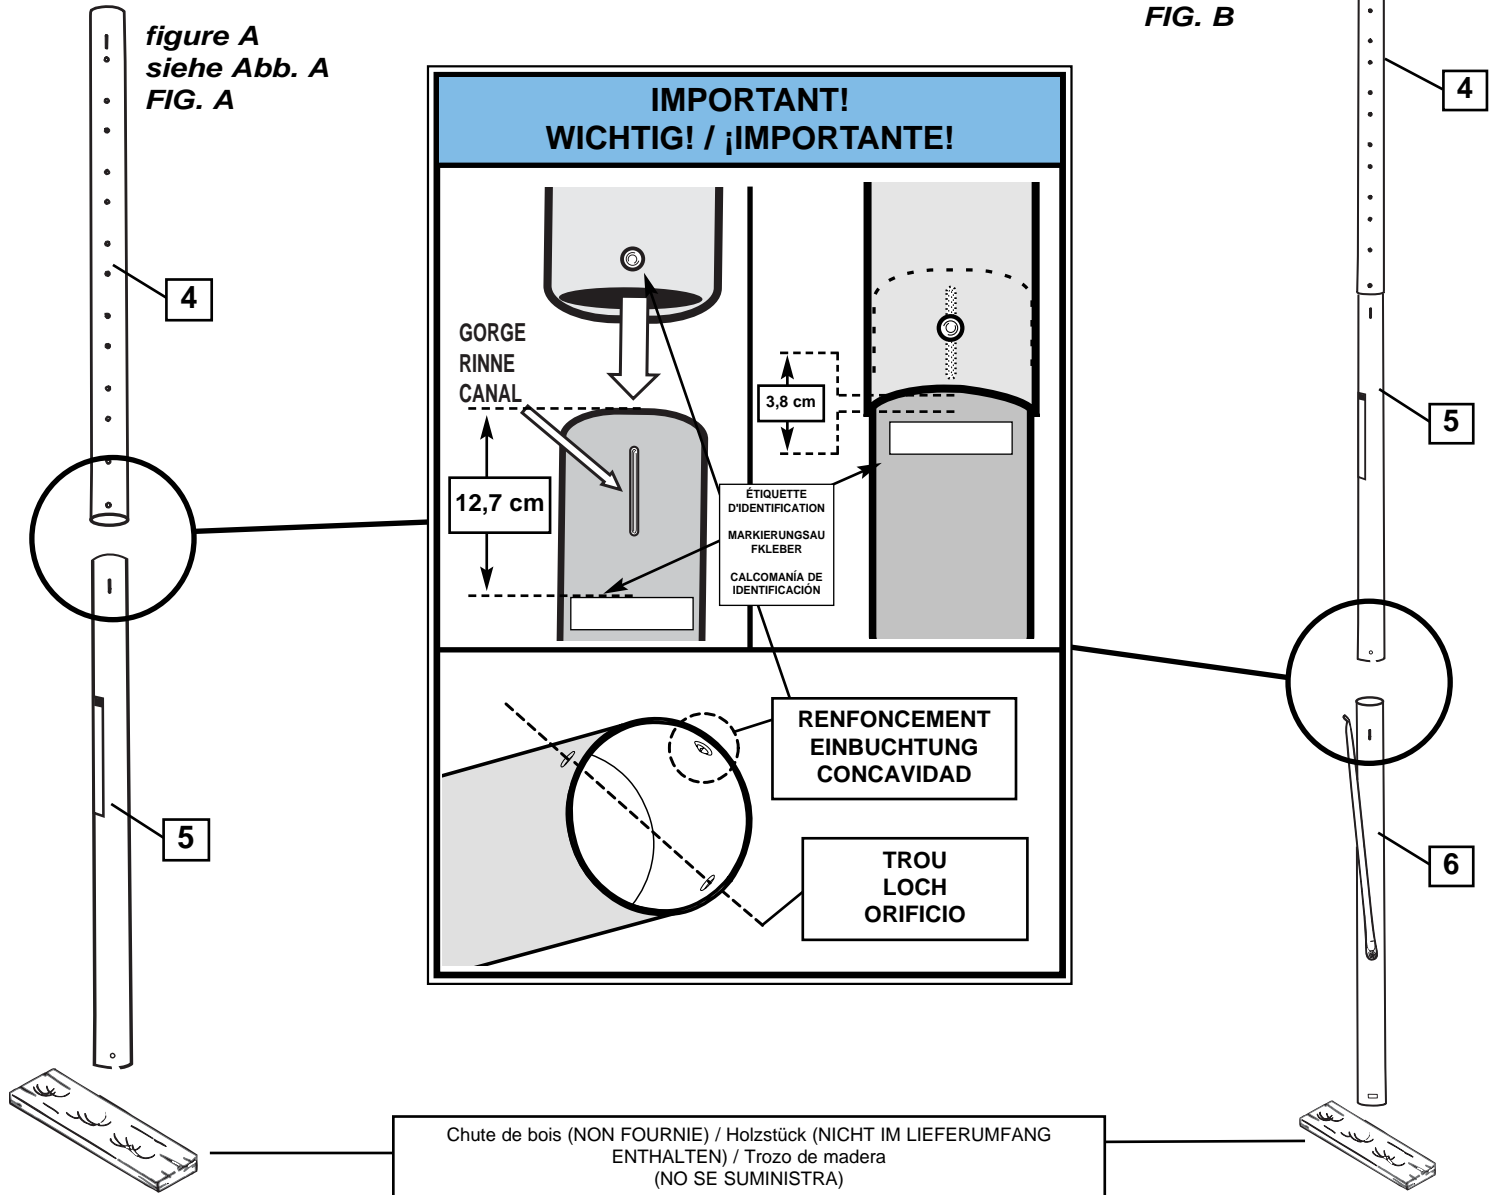 figure A
siehe Abb. A
FIG. A
FIG. B
IMPORTANT!
WICHTIG! / ¡IMPORTANTE!
4
4
GORGE
RINNE
CANAL
3,8 cm
5
12,7 cm
ÉTIQUETTE
D'IDENTIFICATION
MARKIERUNGSAU
FKLEBER
CALCOMANÍA DE
IDENTIFICACIÓN
RENFONCEMENT
EINBUCHTUNG
CONCAVIDAD
5
TROU
LOCH
ORIFICIO
6
Chute de bois (NON FOURNIE) / Holzstück (NICHT IM LIEFERUMFANG
ENTHALTEN) / Trozo de madera
(NO SE SUMINISTRA)